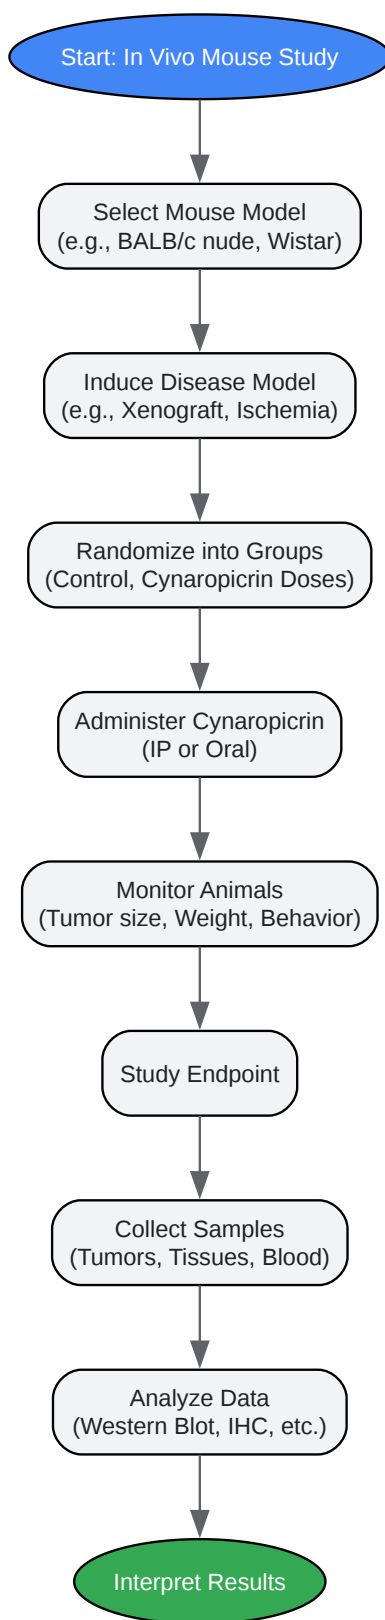 Start: In Vivo Mouse Study
Select Mouse Model
(e.g., BALB/c nude, Wistar)
Induce Disease Model
(e.g., Xenograft, Ischemia)
Randomize into Groups
(Control, Cynaropicrin Doses)
Administer Cynaropicrin
(IP or Oral)
Monitor Animals
(Tumor size, Weight, Behavior)
Study Endpoint
Collect Samples
(Tumors, Tissues, Blood)
Analyze Data
(Western Blot, IHC, etc.)
Interpret Results